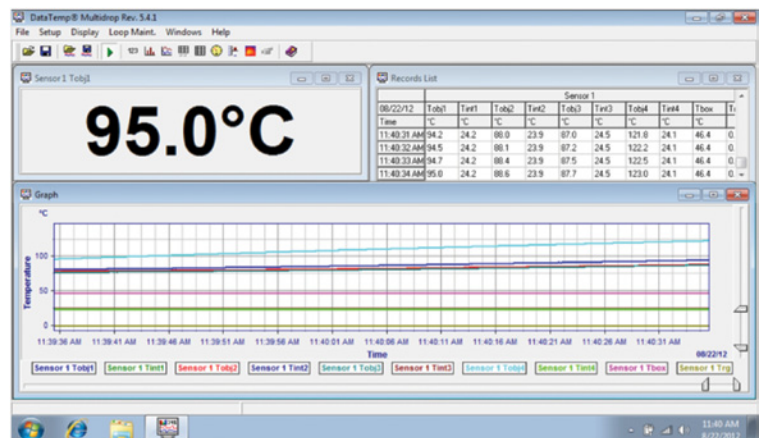 DataTemp® Multidrop Rev. 5.4.1
File Setup Display Loop Maint. Windows Help
Sensor 1 Tobj1
95.0°C
Records List
Sensor 1
08/22/12 Tobj1 Tint1 Tobj2 Tint2 Tobj3 Tint3 Tobj4 Tint4 Tbox
Time °C °C °C °C °C °C °C °C °C
11:40:31 AM 94.2 24.2 88.0 23.9 87.0 24.5 121.8 24.1 46.4 0.
11:40:32 AM 94.5 24.2 88.1 23.9 87.2 24.5 122.2 24.1 46.4 0.
11:40:33 AM 94.7 24.2 88.4 23.9 87.5 24.5 122.5 24.1 46.4 0.
11:40:34 AM 95.0 24.2 88.6 23.9 87.7 24.5 123.0 24.1 46.4 0.
Graph
°C
100
50
0
Temperature
11:39:36 AM 11:39:41 AM 11:39:46 AM 11:39:51 AM 11:39:56 AM 11:40:01 AM 11:40:06 AM 11:40:11 AM 11:40:16 AM 11:40:21 AM 11:40:26 AM 11:40:31 AM
Time
08/22/12
Sensor 1 Tobj1 Sensor 1 Tint1 Sensor 1 Tobj2 Sensor 1 Tint2 Sensor 1 Tobj3 Sensor 1 Tint3 Sensor 1 Tobj4 Sensor 1 Tint4 Sensor 1 Tbox Sensor 1 Trg
11:40 AM
8/22/2012